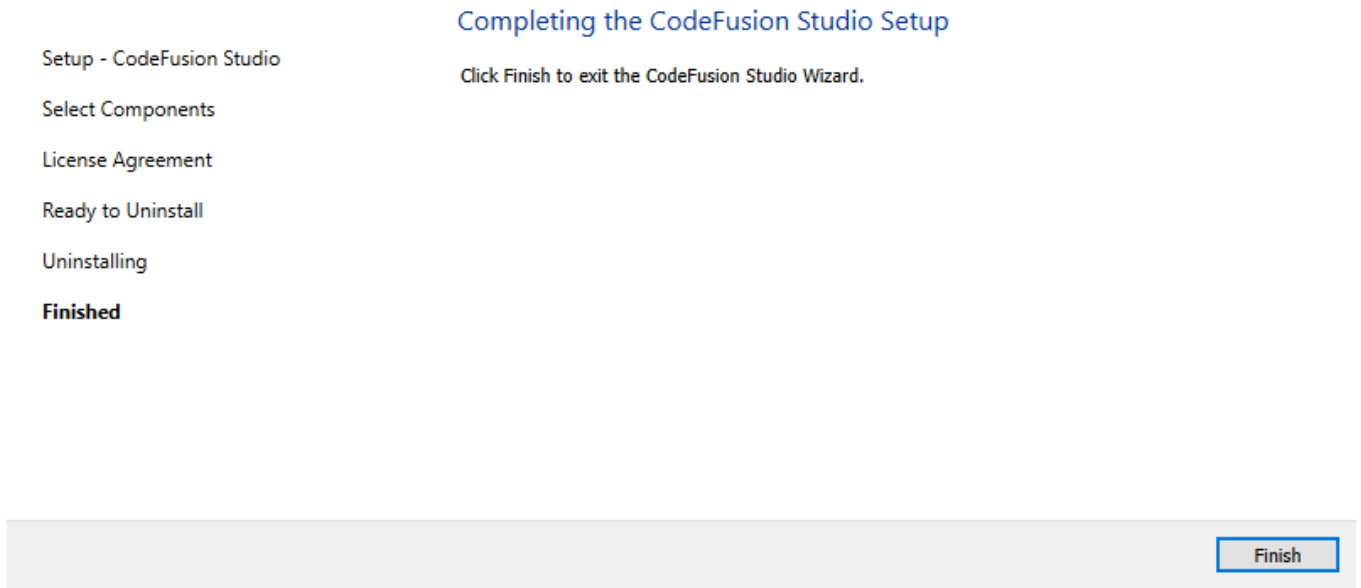 Completing the CodeFusion Studio Setup
Setup - CodeFusion Studio
Click Finish to exit the CodeFusion Studio Wizard.
Select Components
License Agreement
Ready to Uninstall
Uninstalling
Finished
Finish